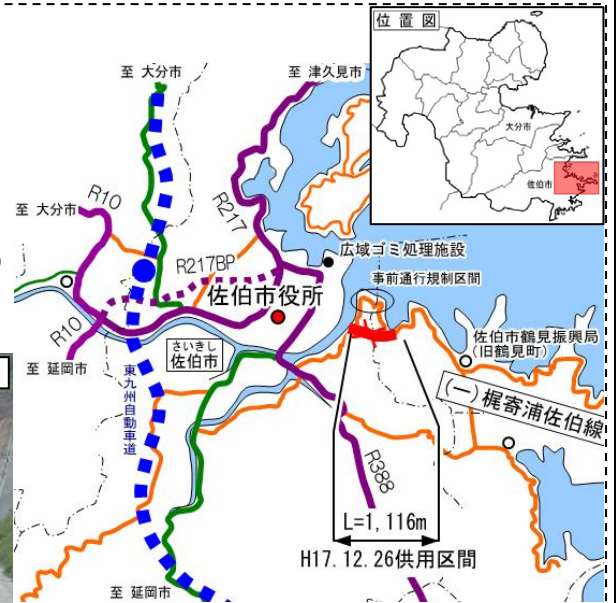 位置図
大分市
佐伯市
至 大分市
至 津久見市
至 大分市
R10
R217
広域ゴミ処理施設
R217BP
事前通行規制区間
佐伯市役所
R10
佐伯市鶴見振興局
(旧鶴見町)
さいきし
佐伯市
至 延岡市
東九州自動車道
(一)梶寄浦佐伯線
R388
L=1,116m
H17.12.26供用区間
至 延岡市